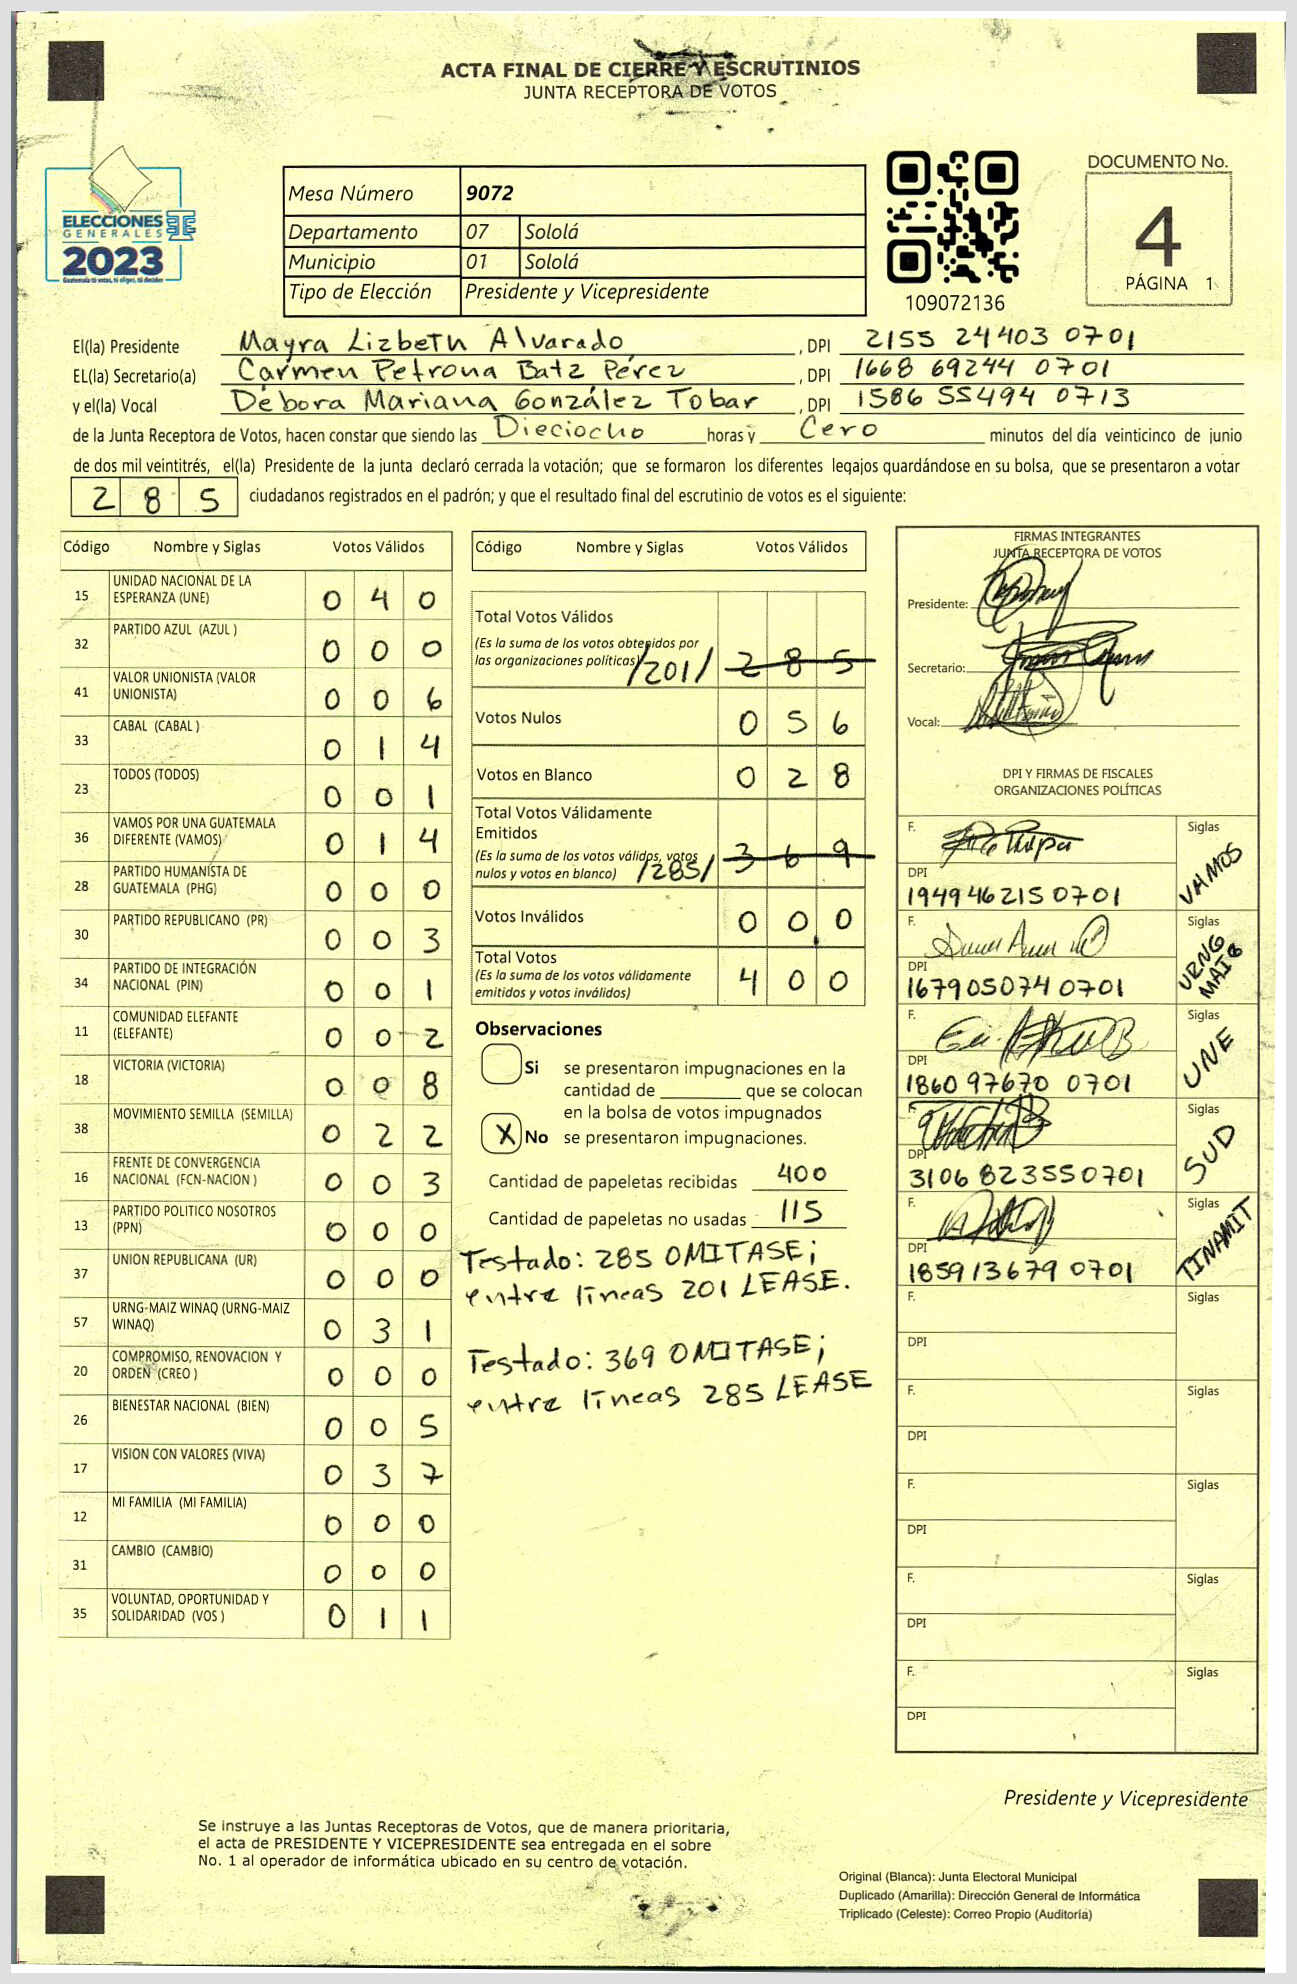 ACTA FINAL DE CIERRE Y ESCRUTINIOS
JUNTA RECEPTORA DE VOTOS
ELECCIONES
GENERALES
2023
Guatemala tú votas, tú eliges, tú decides
Mesa Número 9072
Departamento 07 Sololá
Municipio 01 Sololá
Tipo de Elección Presidente y Vicepresidente
109072136
DOCUMENTO No.
4
PÁGINA 1
El(la) Presidente Mayra Lizbeth Alvarado, DPI 2155 24403 0701
EL(la) Secretario(a) Carmen Petrona Batz Pérez, DPI 1668 69244 0701
y el(la) Vocal Débora Mariana González Tobar, DPI 1586 55494 0713
de la Junta Receptora de Votos, hacen constar que siendo las Dieciocho horas y Cero minutos del día veinticinco de junio
de dos mil veintitrés, el(la) Presidente de la junta declaró cerrada la votación; que se formaron los diferentes legajos guardándose en su bolsa, que se presentaron a votar
285 ciudadanos registrados en el padrón; y que el resultado final del escrutinio de votos es el siguiente:
Código Nombre y Siglas Votos Válidos
15 UNIDAD NACIONAL DE LA ESPERANZA (UNE) 0 4 0
32 PARTIDO AZUL (AZUL ) 0 0 0
41 VALOR UNIONISTA (VALOR UNIONISTA) 0 0 6
33 CABAL (CABAL ) 0 1 4
23 TODOS (TODOS) 0 0 1
36 VAMOS POR UNA GUATEMALA DIFERENTE (VAMOS) 0 1 4
28 PARTIDO HUMANISTA DE GUATEMALA (PHG) 0 0 0
30 PARTIDO REPUBLICANO (PR) 0 0 3
34 PARTIDO DE INTEGRACIÓN NACIONAL (PIN) 0 0 1
11 COMUNIDAD ELEFANTE (ELEFANTE) 0 0 2
18 VICTORIA (VICTORIA) 0 0 8
38 MOVIMIENTO SEMILLA (SEMILLA) 0 2 2
16 FRENTE DE CONVERGENCIA NACIONAL (FCN-NACION ) 0 0 3
13 PARTIDO POLITICO NOSOTROS (PPN) 0 0 0
37 UNION REPUBLICANA (UR) 0 0 0
57 URNG-MAIZ WINAQ (URNG-MAIZ WINAQ) 0 3 1
20 COMPROMISO, RENOVACION Y ORDEN (CREO ) 0 0 0
26 BIENESTAR NACIONAL (BIEN) 0 0 5
17 VISION CON VALORES (VIVA) 0 3 7
12 MI FAMILIA (MI FAMILIA) 0 0 0
31 CAMBIO (CAMBIO) 0 0 0
35 VOLUNTAD, OPORTUNIDAD Y SOLIDARIDAD (VOS ) 0 1 1
Código Nombre y Siglas Votos Válidos
Total Votos Válidos
(Es la suma de los votos obtenidos por
las organizaciones políticas) /201/ 2 8 5
Votos Nulos 0 5 6
Votos en Blanco 0 2 8
Total Votos Válidamente
Emitidos
(Es la suma de los votos válidos, votos
nulos y votos en blanco) /285/ 3 6 9
Votos Inválidos 0 0 0
Total Votos
(Es la suma de los votos válidamente
emitidos y votos inválidos) 4 0 0
Observaciones
Si se presentaron impugnaciones en la
cantidad de ________ que se colocan
en la bolsa de votos impugnados
X No se presentaron impugnaciones.
Cantidad de papeletas recibidas 400
Cantidad de papeletas no usadas 115
Testado: 285 OMITASE;
entre líneas 201 LEASE.
Testado: 369 OMITASE;
entre líneas 285 LEASE
FIRMAS INTEGRANTES
JUNTA RECEPTORA DE VOTOS
Presidente:
Secretario:
Vocal:
DPI Y FIRMAS DE FISCALES
ORGANIZACIONES POLÍTICAS
F. Siglas VAMOS
DPI
1949 46215 0701
F. Siglas URNG MAIZ
DPI
1679 05074 0701
F. Siglas UNE
DPI
1860 97670 0701
F. Siglas SUD
DPI
3106 82355 0701
F. Siglas TINAMIT
DPI
1859 13679 0701
F. Siglas
DPI
F. Siglas
DPI
F. Siglas
DPI
F. Siglas
DPI
F. Siglas
DPI
Presidente y Vicepresidente
Se instruye a las Juntas Receptoras de Votos, que de manera prioritaria,
el acta de PRESIDENTE Y VICEPRESIDENTE sea entregada en el sobre
No. 1 al operador de informática ubicado en su centro de votación.
Original (Blanca): Junta Electoral Municipal
Duplicado (Amarilla): Dirección General de Informática
Triplicado (Celeste): Correo Propio (Auditoría)